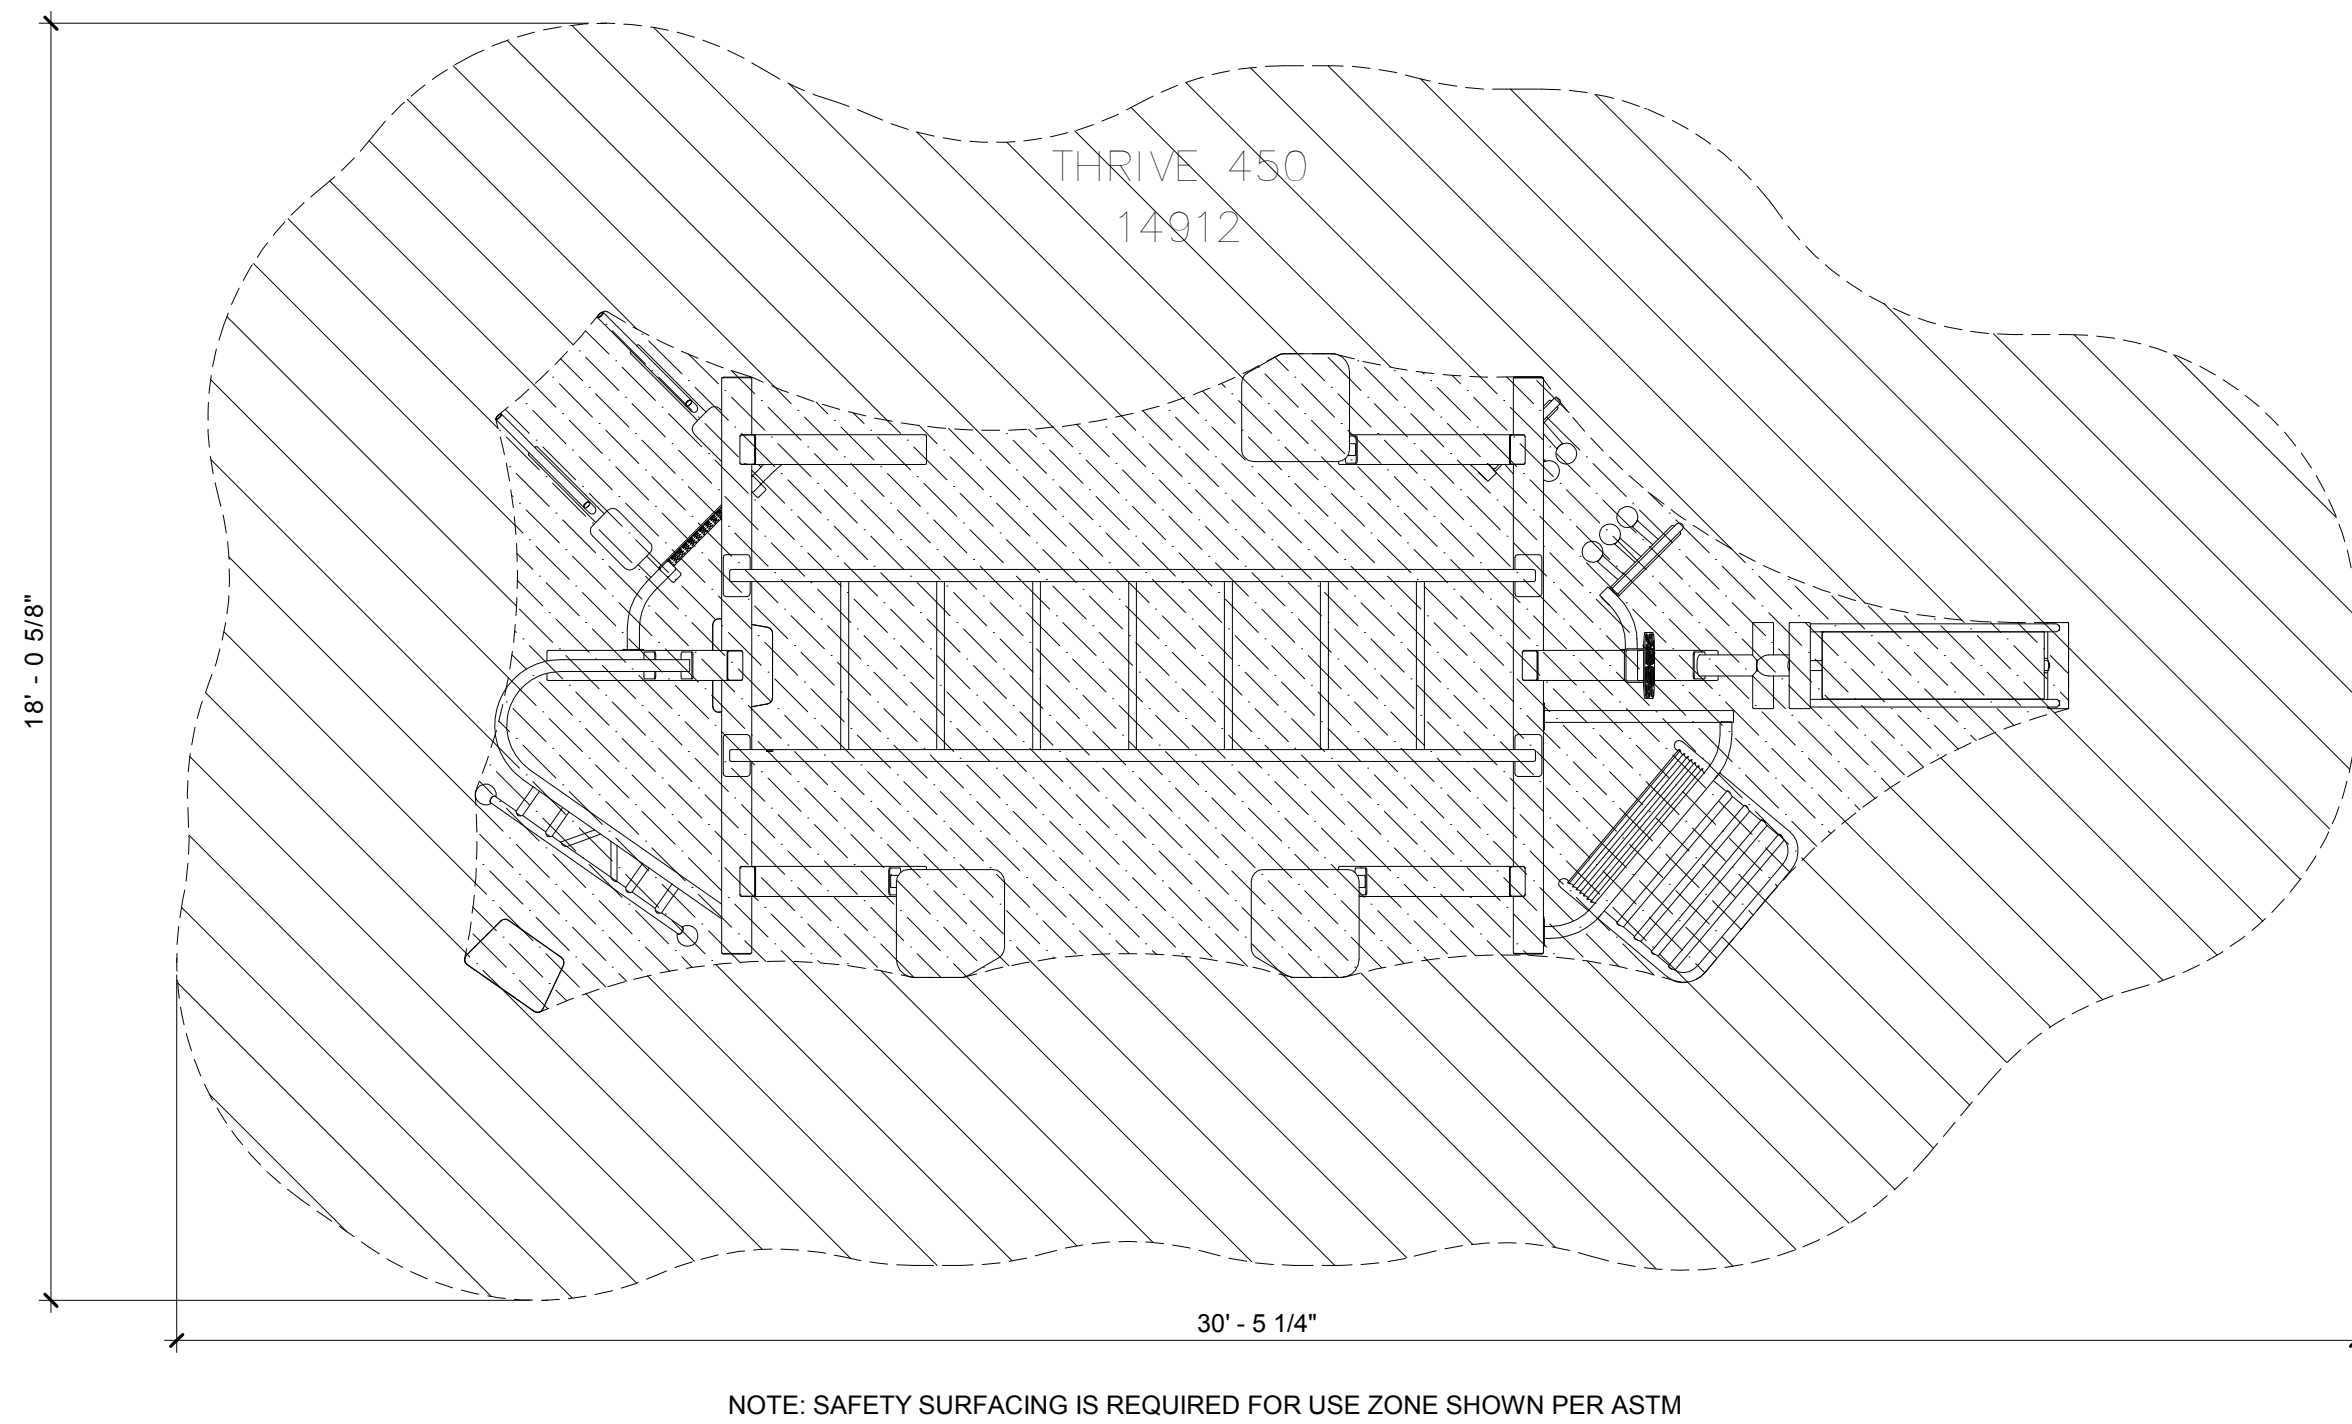 THRIVE 450
14912
18' - 0 5/8"
30' - 5 1/4"
NOTE: SAFETY SURFACING IS REQUIRED FOR USE ZONE SHOWN PER ASTM